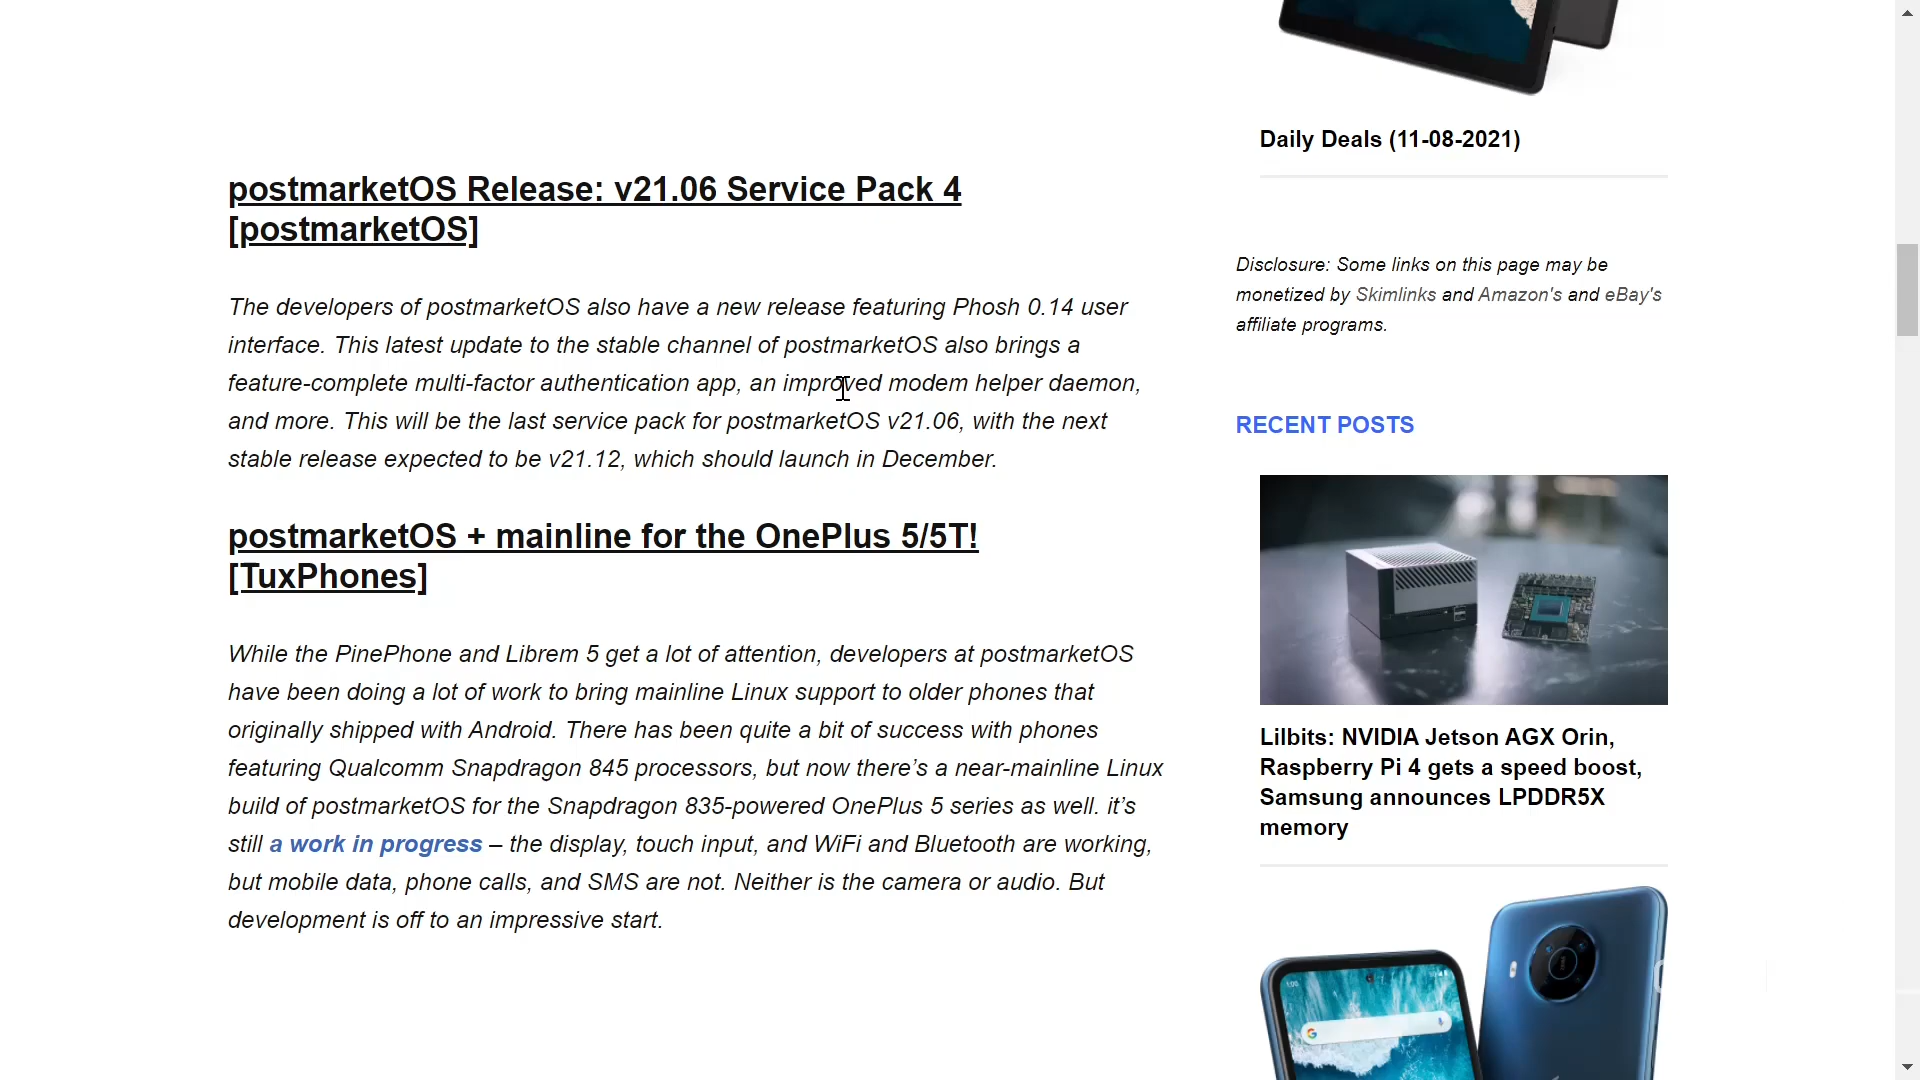 postmarketOS Release: v21.06 Service Pack 4
[postmarketOS]
The developers of postmarketOS also have a new release featuring Phosh 0.14 user
interface. This latest update to the stable channel of postmarketOS also brings a
feature-complete multi-factor authentication app, an improved modem helper daemon,
and more. This will be the last service pack for postmarketOS v21.06, with the next
stable release expected to be v21.12, which should launch in December.
postmarketOS + mainline for the OnePlus 5/5T!
[TuxPhones]
While the PinePhone and Librem 5 get a lot of attention, developers at postmarketOS
have been doing a lot of work to bring mainline Linux support to older phones that
originally shipped with Android. There has been quite a bit of success with phones
featuring Qualcomm Snapdragon 845 processors, but now there’s a near-mainline Linux
build of postmarketOS for the Snapdragon 835-powered OnePlus 5 series as well. it’s
still a work in progress – the display, touch input, and WiFi and Bluetooth are working,
but mobile data, phone calls, and SMS are not. Neither is the camera or audio. But
development is off to an impressive start.
Daily Deals (11-08-2021)
Disclosure: Some links on this page may be
monetized by Skimlinks and Amazon's and eBay's
affiliate programs.
RECENT POSTS
Lilbits: NVIDIA Jetson AGX Orin,
Raspberry Pi 4 gets a speed boost,
Samsung announces LPDDR5X
memory